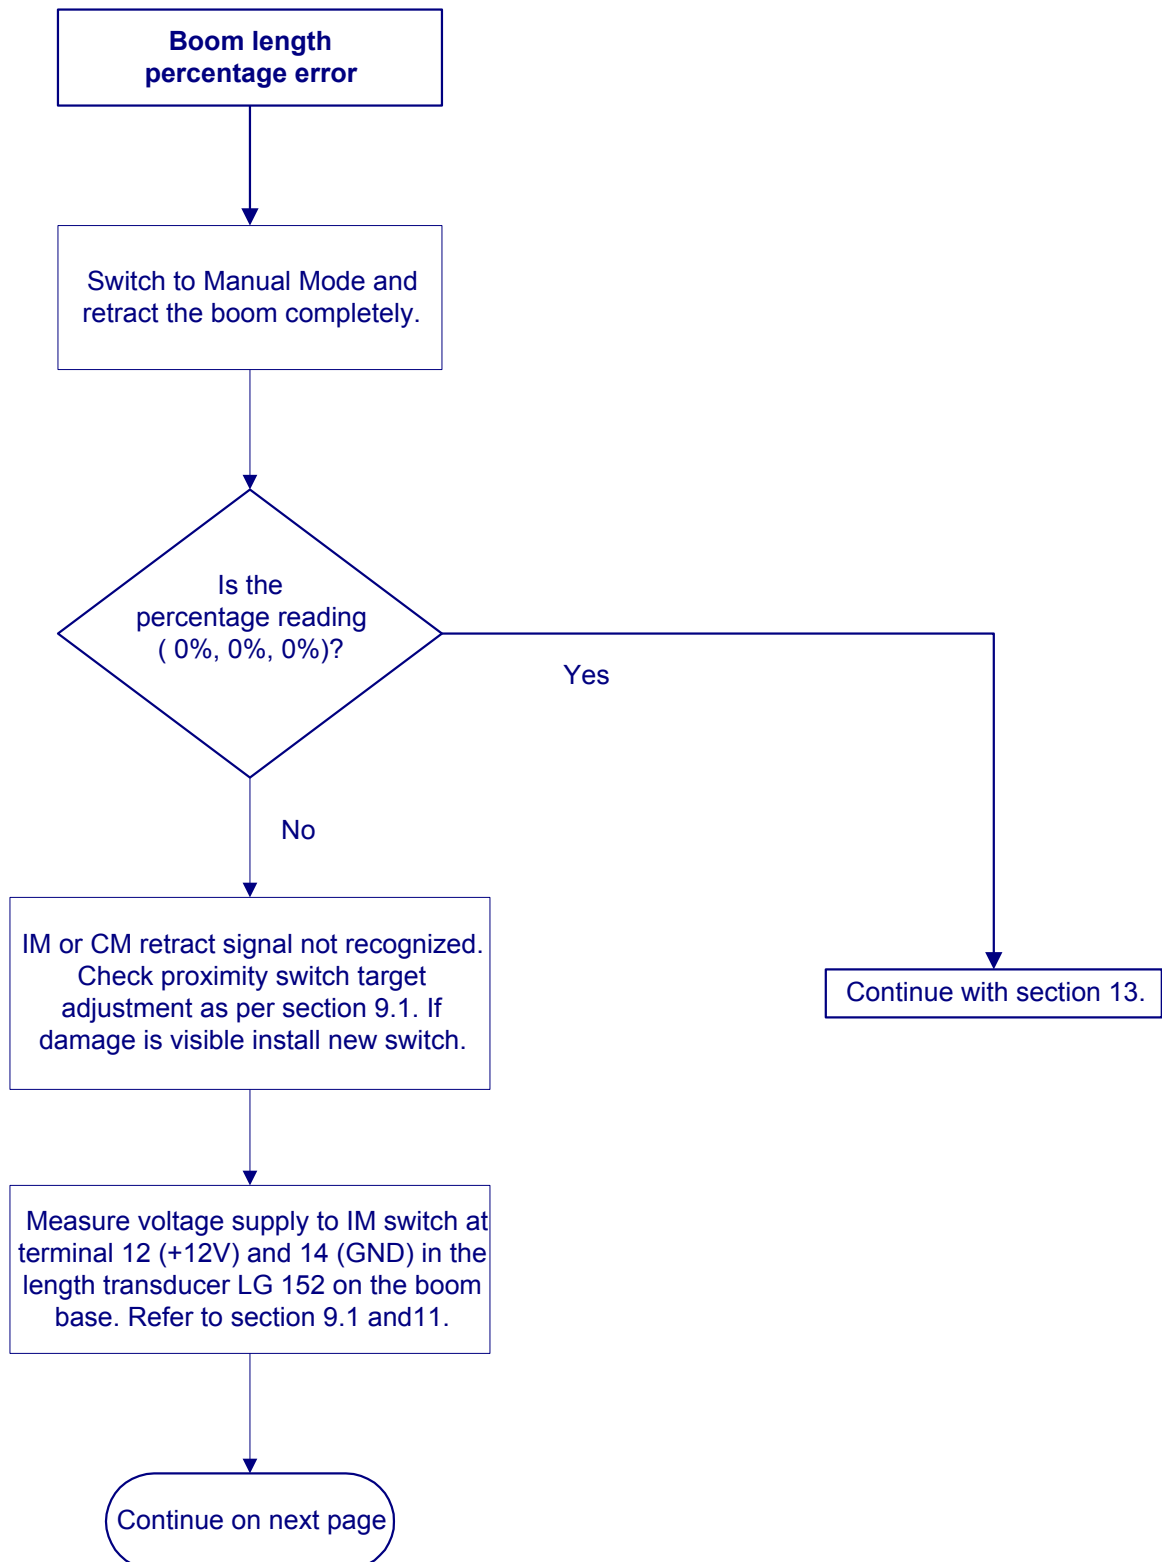 Boom length
percentage error
Switch to Manual Mode and
retract the boom completely.
Is the
percentage reading
( 0%, 0%, 0%)?
Yes
No
IM or CM retract signal not recognized.
Check proximity switch target
adjustment as per section 9.1. If
damage is visible install new switch.
Continue with section 13.
Measure voltage supply to IM switch at
terminal 12 (+12V) and 14 (GND) in the
length transducer LG 152 on the boom
base. Refer to section 9.1 and11.
Continue on next page